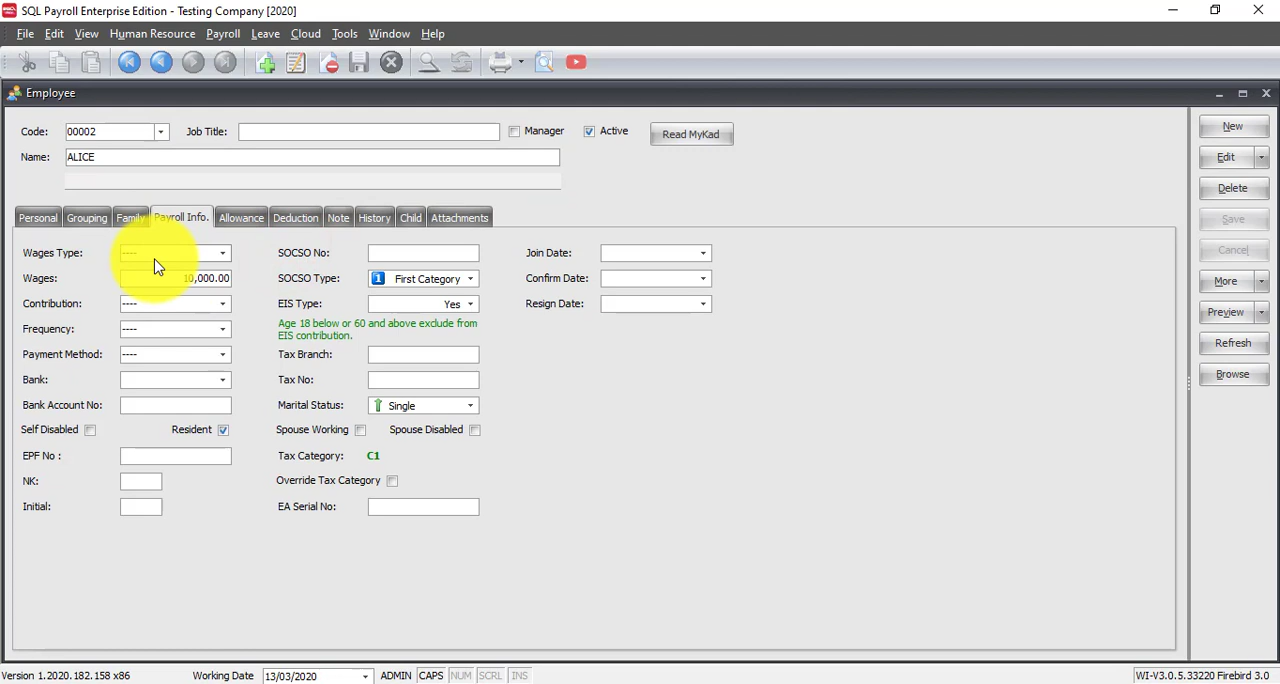 SQL Payroll Enterprise Edition - Testing Company [2020]
File Edit View Human Resource Payroll Leave Cloud Tools Window Help
Employee
Code: 00002 Job Title: Manager Active Read MyKad New
Name: ALICE Edit
Delete
Personal Grouping Family Payroll Info. Allowance Deduction Note History Child Attachments Save
Wages Type: ---- SOCSO No: Join Date: Cancel
Wages: 10,000.00 SOCSO Type: 1 First Category Confirm Date: More
Contribution: ---- EIS Type: Yes Resign Date: Preview
Frequency: ---- Age 18 below or 60 and above exclude from
EIS contribution.
Refresh
Payment Method: ---- Tax Branch:
Bank: Tax No: Browse
Bank Account No: Marital Status: Single
Self Disabled Resident Spouse Working Spouse Disabled
EPF No : Tax Category: C1
NK: Override Tax Category
Initial: EA Serial No:
Version 1.2020.182.158 x86 Working Date 13/03/2020 ADMIN CAPS NUM SCRL INS WI-V3.0.5.33220 Firebird 3.0